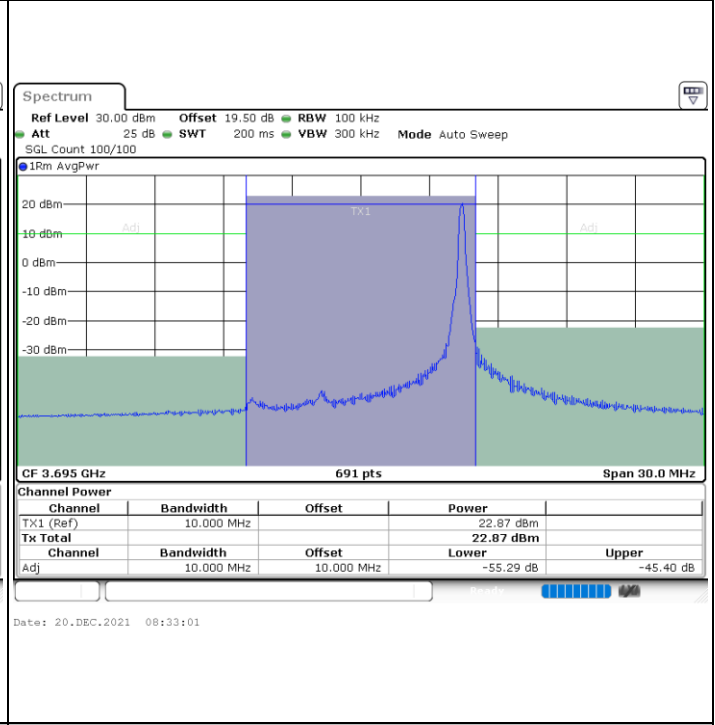 Spectrum
Ref Level 30.00 dBm Offset 19.50 dB RBW 100 kHz
Att 25 dB SWT 200 ms VBW 300 kHz Mode Auto Sweep
SGL Count 100/100
1Rm AvgPwr
20 dBm
TX1
10 dBm
Adj
Adj
0 dBm
-10 dBm
-20 dBm
-30 dBm
CF 3.695 GHz 691 pts Span 30.0 MHz
Channel Power
Channel Bandwidth Offset Power
TX1 (Ref) 10.000 MHz 22.87 dBm
Tx Total 22.87 dBm
Channel Bandwidth Offset Lower Upper
Adj 10.000 MHz 10.000 MHz -55.29 dB -45.40 dB
Ready
Date: 20.DEC.2021 08:33:01